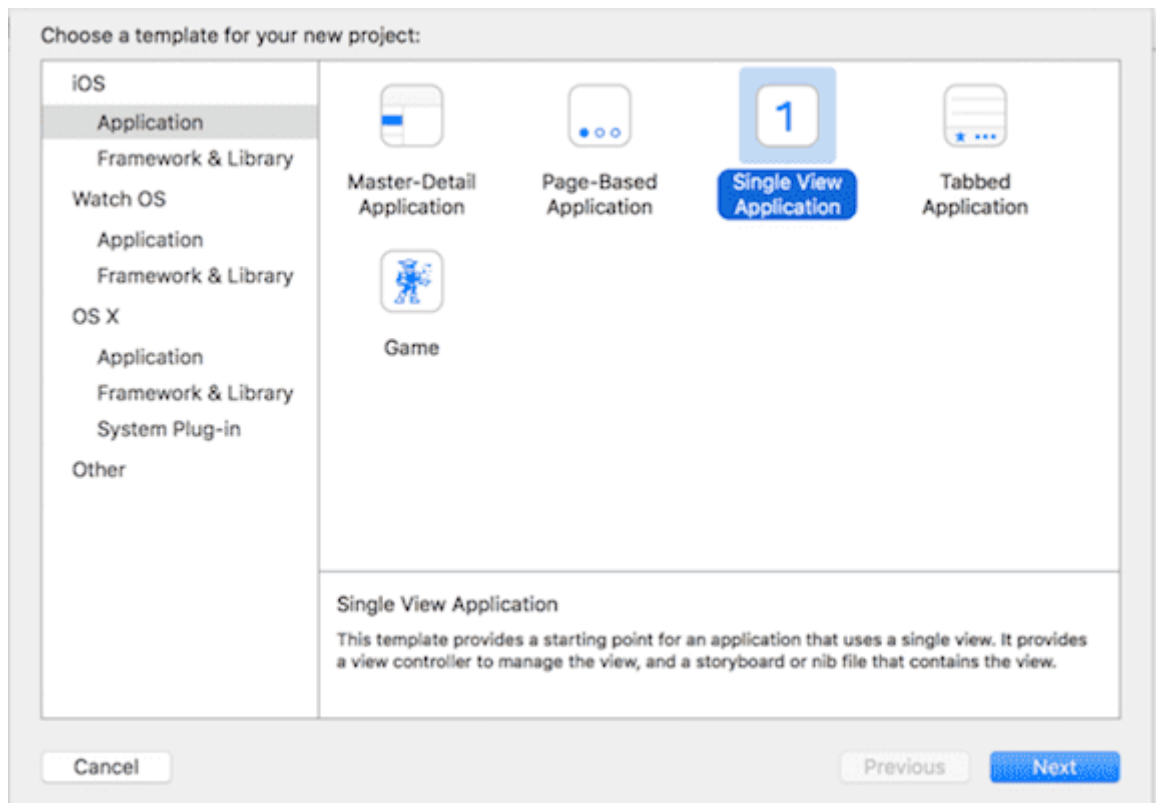 Choose a template for your new project:
iOS
Application
Framework & Library
Watch OS
Application
Framework & Library
OS X
Application
Framework & Library
System Plug-in
Other
Master-Detail
Application
Page-Based
Application
1
Single View
Application
Tabbed
Application
Game
Single View Application
This template provides a starting point for an application that uses a single view. It provides
a view controller to manage the view, and a storyboard or nib file that contains the view.
Cancel
Previous
Next